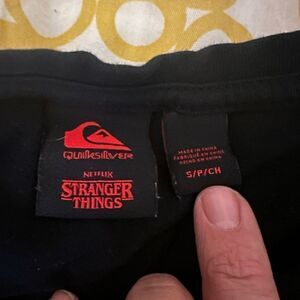 QUIKSILVER
NETFLIX
STRANGER
THINGS
MADE IN CHINA
FABRIQUÉ EN CHINE
HECHO EN CHINA
S/P/CH